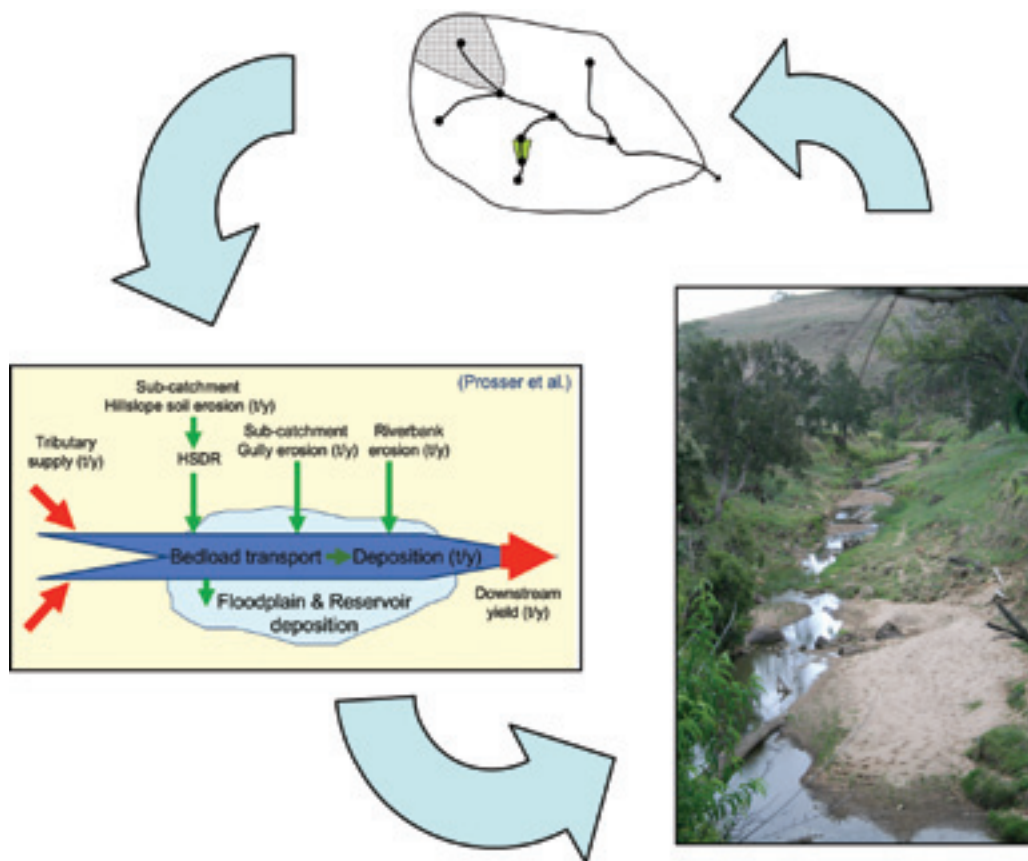 (Prosser et al.)
Sub-catchment
Hillslope soil erosion (t/y)
Tributary
supply (t/y)
HSDR
Sub-catchment
Gully erosion (t/y)
Riverbank
erosion (t/y)
Bedload transport
Deposition (t/y)
Floodplain & Reservoir
deposition
Downstream
yield (t/y)